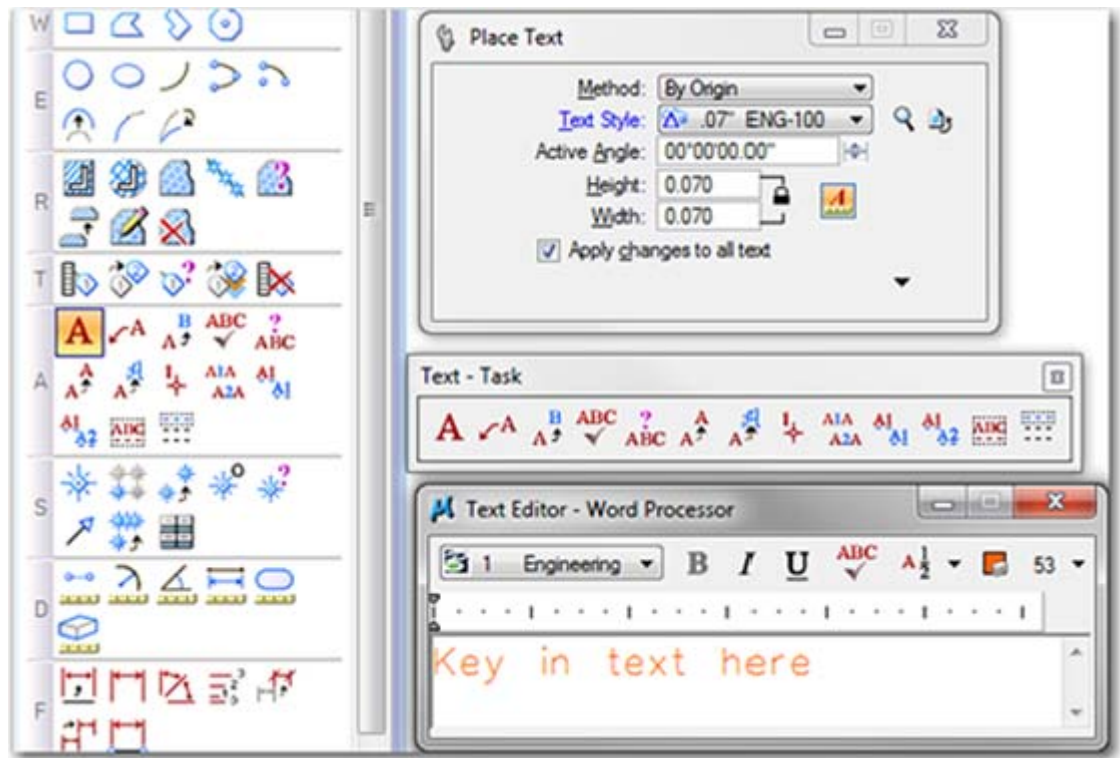 W
E
R
T
A
S
D
F
Place Text
Method: By Origin
Text Style: .07" ENG-100
Active Angle: 00°00'00.00"
Height: 0.070
Width: 0.070
Apply changes to all text
Text - Task
Text Editor - Word Processor
1 Engineering B I U ABC 53
Key in text here